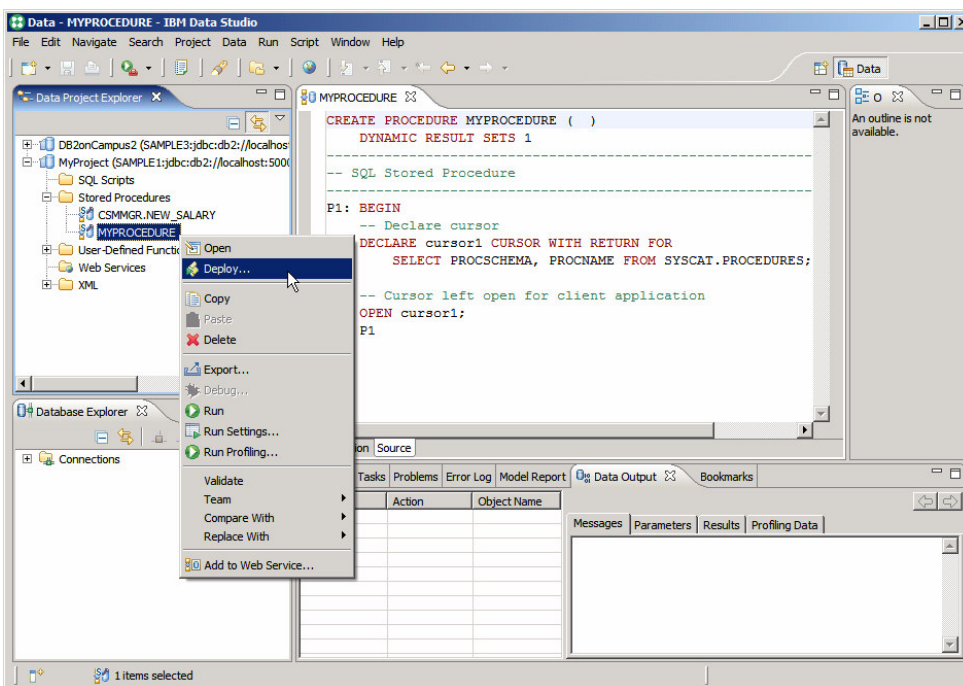 Data - MYPROCEDURE - IBM Data Studio
File Edit Navigate Search Project Data Run Script Window Help
Data
Data Project Explorer
DB2onCampus2 (SAMPLE3:jdbc:db2://localhost
MyProject (SAMPLE1:jdbc:db2://localhost:5000
SQL Scripts
Stored Procedures
CSMMGR.NEW_SALARY
MYPROCEDURE
User-Defined Functio
Web Services
XML
Open
Deploy...
Copy
Paste
Delete
Export...
Debug...
Run
Run Settings...
Run Profiling...
Validate
Team
Compare With
Replace With
Add to Web Service...
MYPROCEDURE
CREATE PROCEDURE MYPROCEDURE ( )
DYNAMIC RESULT SETS 1
------------------------------------------------------------------------
-- SQL Stored Procedure
------------------------------------------------------------------------
P1: BEGIN
-- Declare cursor
DECLARE cursor1 CURSOR WITH RETURN FOR
SELECT PROCSCHEMA, PROCNAME FROM SYSCAT.PROCEDURES;
-- Cursor left open for client application
OPEN cursor1;
P1
ion Source
O
An outline is not
available.
Database Explorer
Connections
Tasks Problems Error Log Model Report Data Output Bookmarks
Action Object Name
Messages Parameters Results Profiling Data
1 items selected